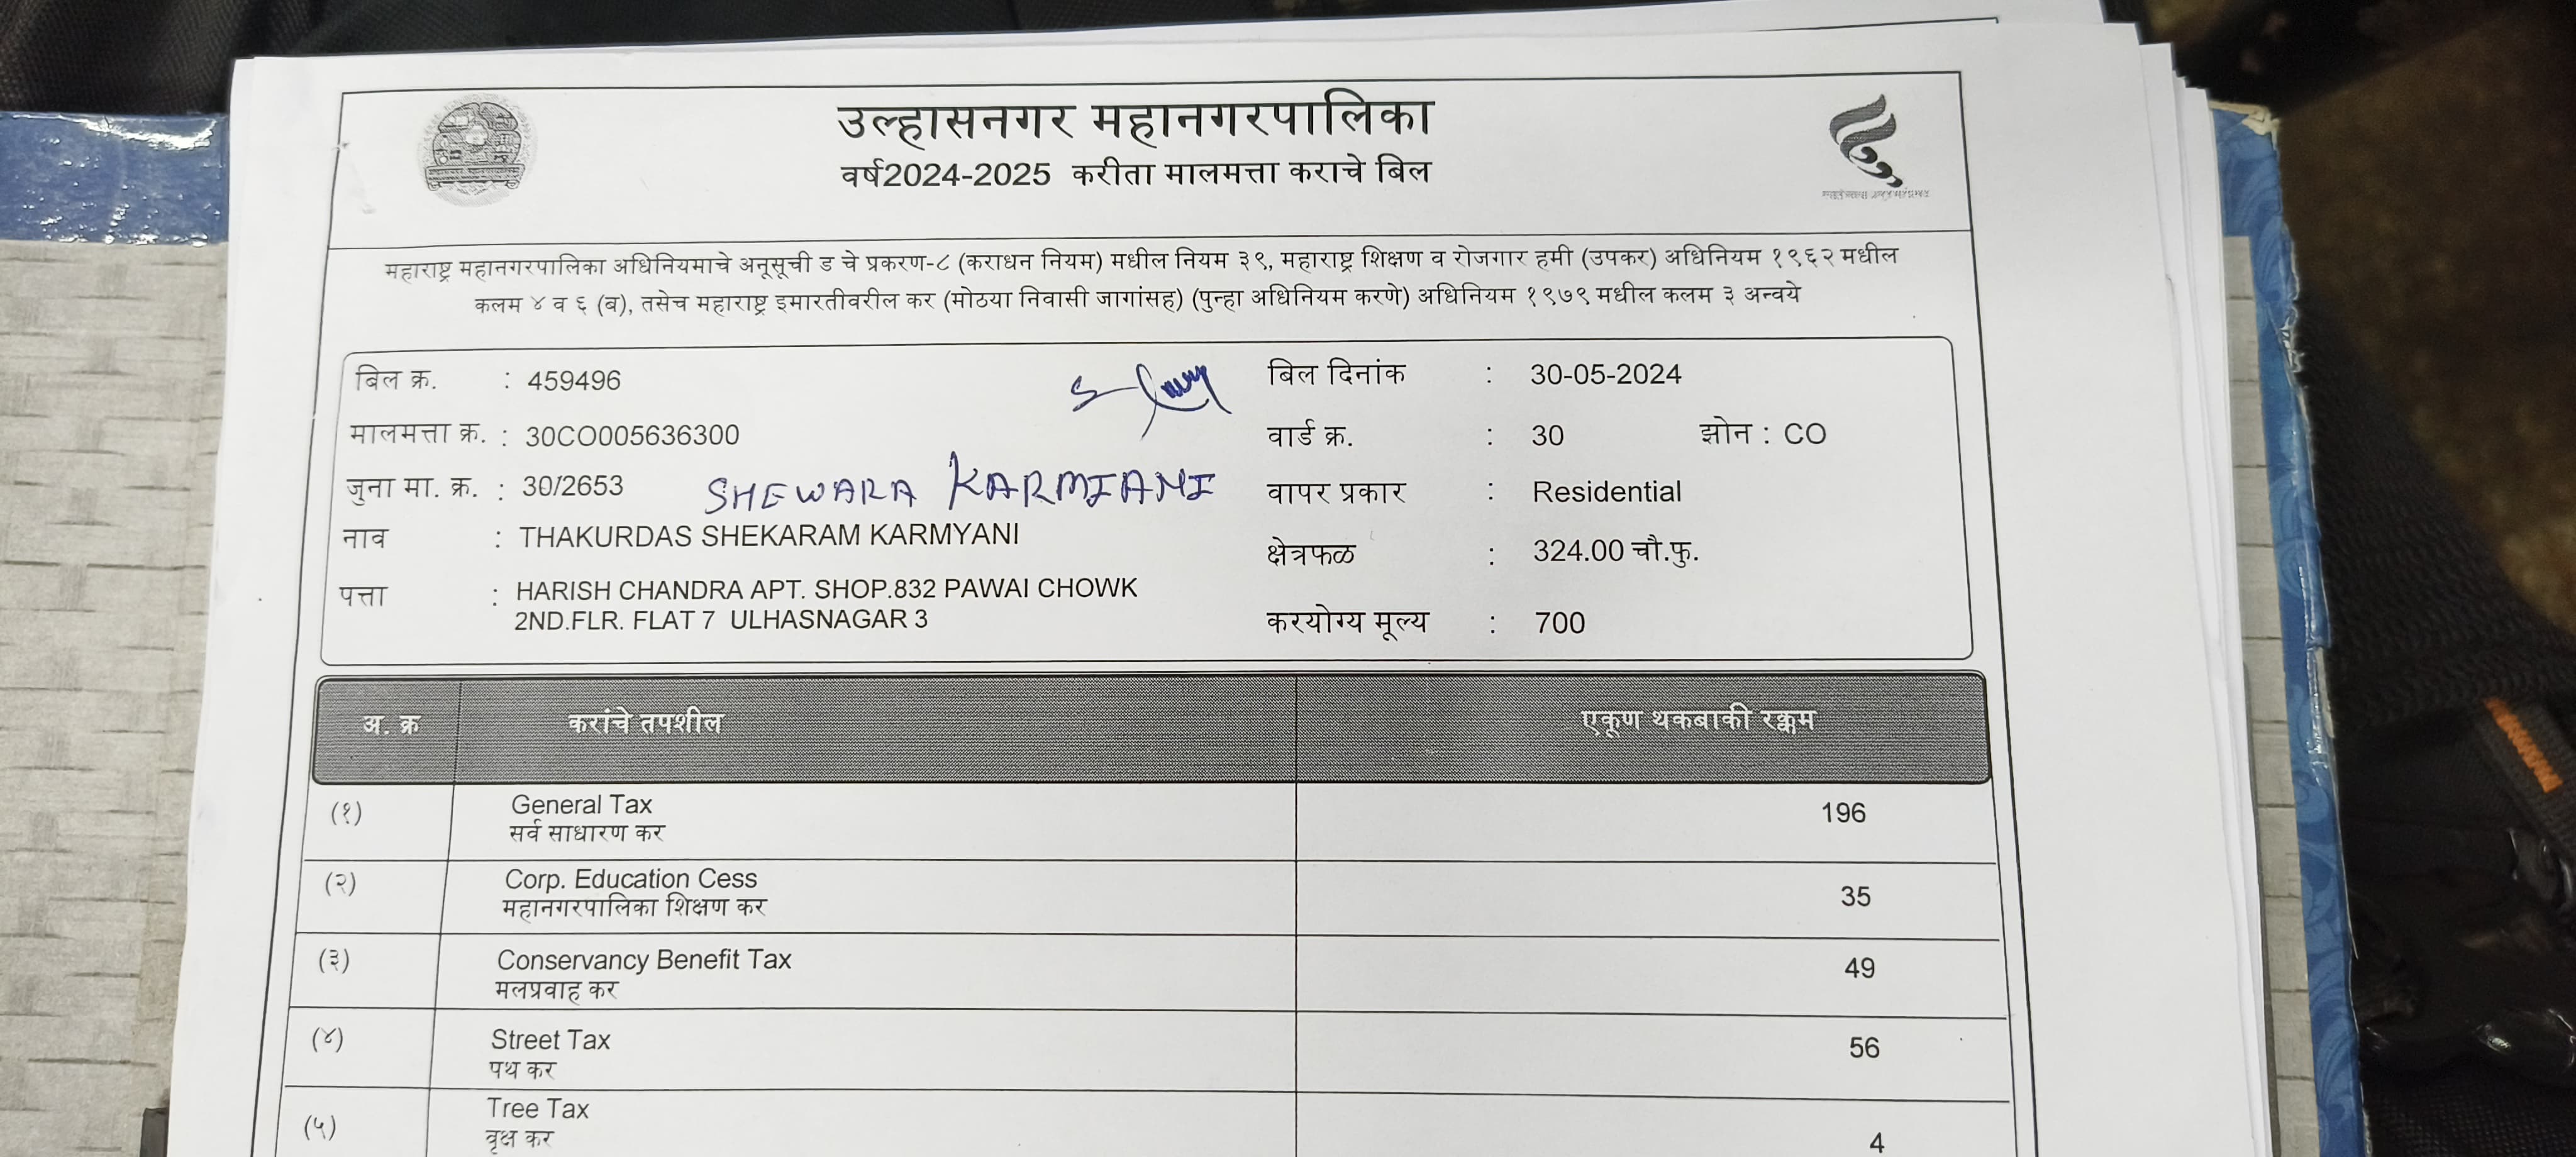 उल्हासनगर महानगरपालिका
वर्ष2024-2025 करीता मालमत्ता कराचे बिल
महाराष्ट्र महानगरपालिका अधिनियमाचे अनूसूची ड चे प्रकरण-८ (कराधन नियम) मधील नियम ३९, महाराष्ट्र शिक्षण व रोजगार हमी (उपकर) अधिनियम १९६२ मधील
कलम ४ व ६ (ब), तसेच महाराष्ट्र इमारतीवरील कर (मोठया निवासी जागांसह) (पुन्हा अधिनियम करणे) अधिनियम १९७९ मधील कलम ३ अन्वये
बिल क्र. : 459496
बिल दिनांक : 30-05-2024
मालमत्ता क्र. : 30CO005636300
वार्ड क्र. : 30 झोन : CO
जुना मा. क्र. : 30/2653
SHEWARA KARMIANI
वापर प्रकार : Residential
नाव : THAKURDAS SHEKARAM KARMYANI
क्षेत्रफळ : 324.00 चौ.फु.
पत्ता : HARISH CHANDRA APT. SHOP.832 PAWAI CHOWK
2ND.FLR. FLAT 7 ULHASNAGAR 3
करयोग्य मूल्य : 700
अ. क्र करांचे तपशील एकूण थकबाकी रक्कम
(१) General Tax 196
सर्व साधारण कर
(२) Corp. Education Cess 35
महानगरपालिका शिक्षण कर
(३) Conservancy Benefit Tax 49
मलप्रवाह कर
(४) Street Tax 56
पथ कर
(५) Tree Tax 4
वृक्ष कर